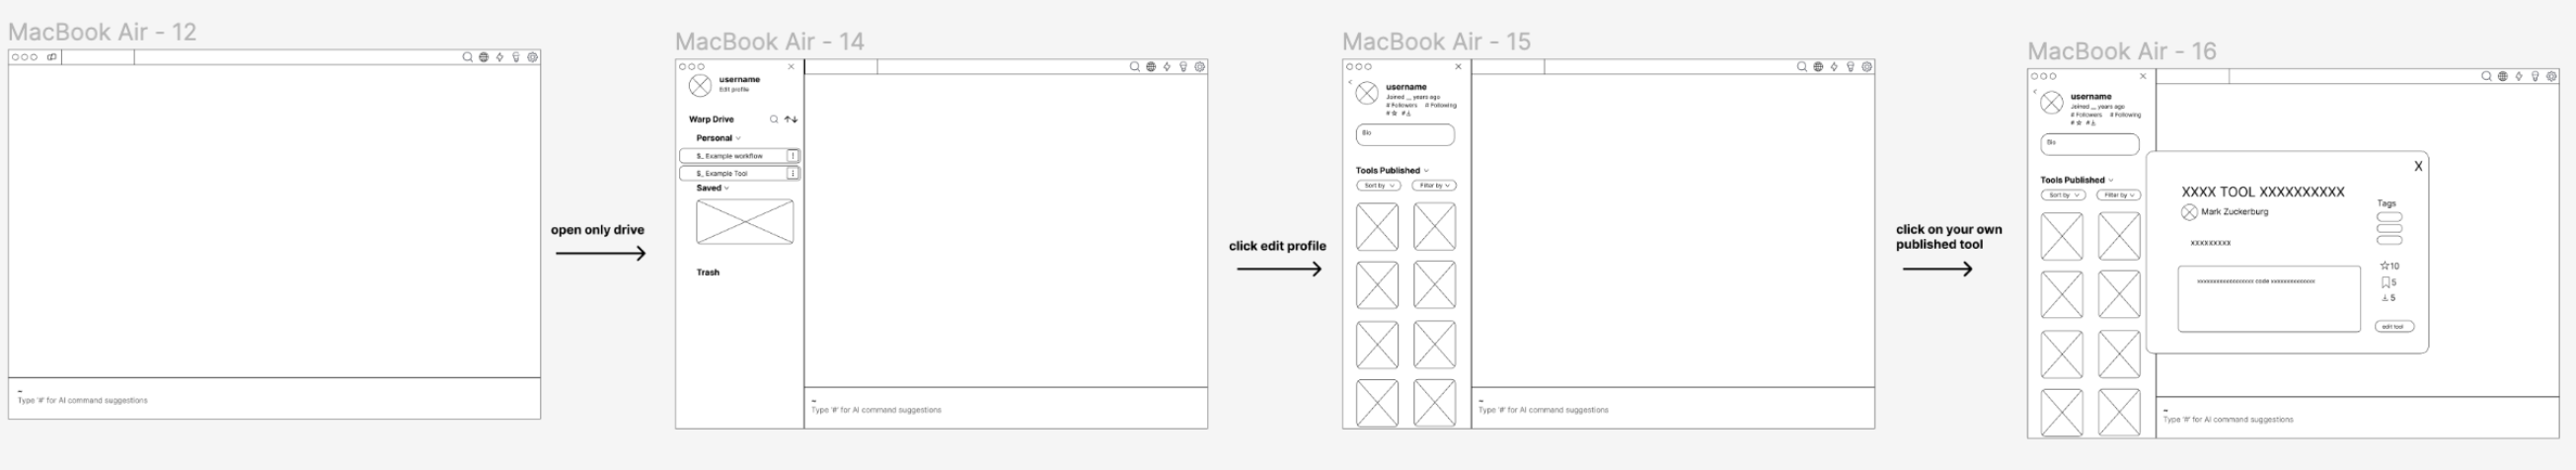 MacBook Air - 12
Type '#' for AI command suggestions
open only drive
MacBook Air - 14
username
Edit profile
Warp Drive
Personal
$_ Example workflow
$_ Example Tool
Saved
Trash
Type '#' for AI command suggestions
click edit profile
MacBook Air - 15
username
Joined __ years ago
# Followers # Following
# #
Bio
Tools Published
Sort by Filter by
Type '#' for AI command suggestions
click on your own
published tool
MacBook Air - 16
username
Joined __ years ago
# Followers # Following
# #
Bio
Tools Published
Sort by Filter by
X
XXXX TOOL XXXXXXXXXX
Mark Zuckerburg
xxxxxxxxx
code
Tags
10
5
5
edit tool
Type '#' for AI command suggestions